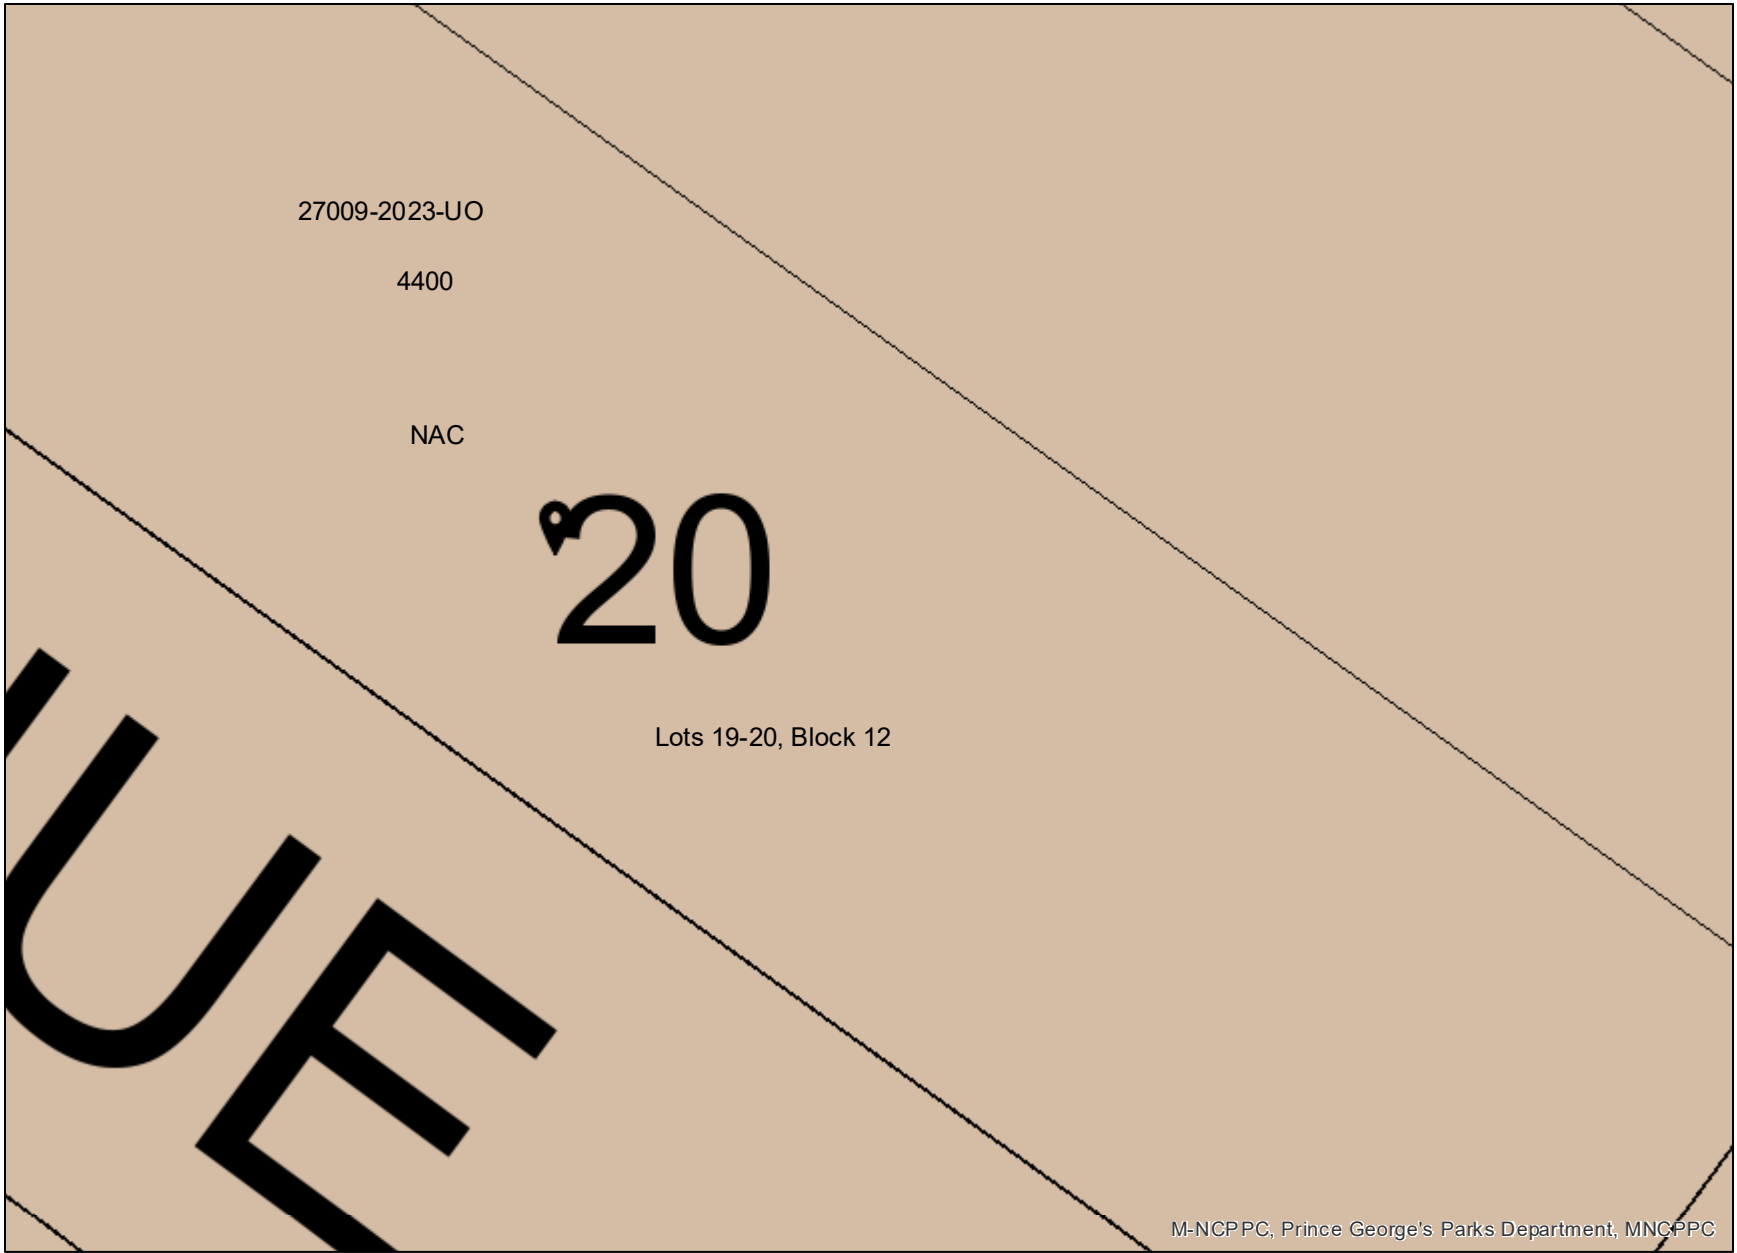 27009-2023-UO
4400
NAC
20
Lots 19-20, Block 12
UE
M-NCPPC, Prince George's Parks Department, MNCPPC